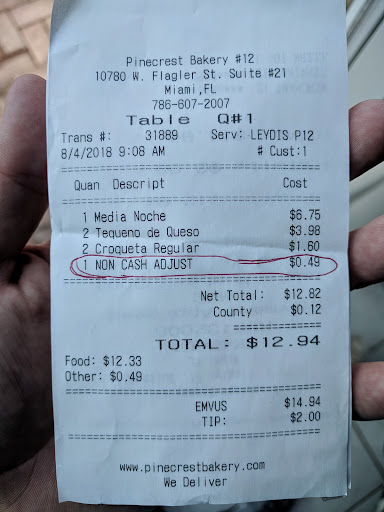 Pinecrest Bakery #12
10780 W. Flagler St. Suite #21
Miami,FL
786-607-2007
Table Q#1
Trans #: 31889 Serv: LEYDIS P12
8/4/2018 9:08 AM # Cust:1
Quan Descript Cost
1 Media Noche $6.75
2 Tequeno de Queso $3.98
2 Croqueta Regular $1.60
1 NON CASH ADJUST $0.49
Net Total: $12.82
County $0.12
TOTAL: $12.94
Food: $12.33
Other: $0.49
EMVUS $14.94
TIP: $2.00
www.pinecrestbakery.com
We Deliver